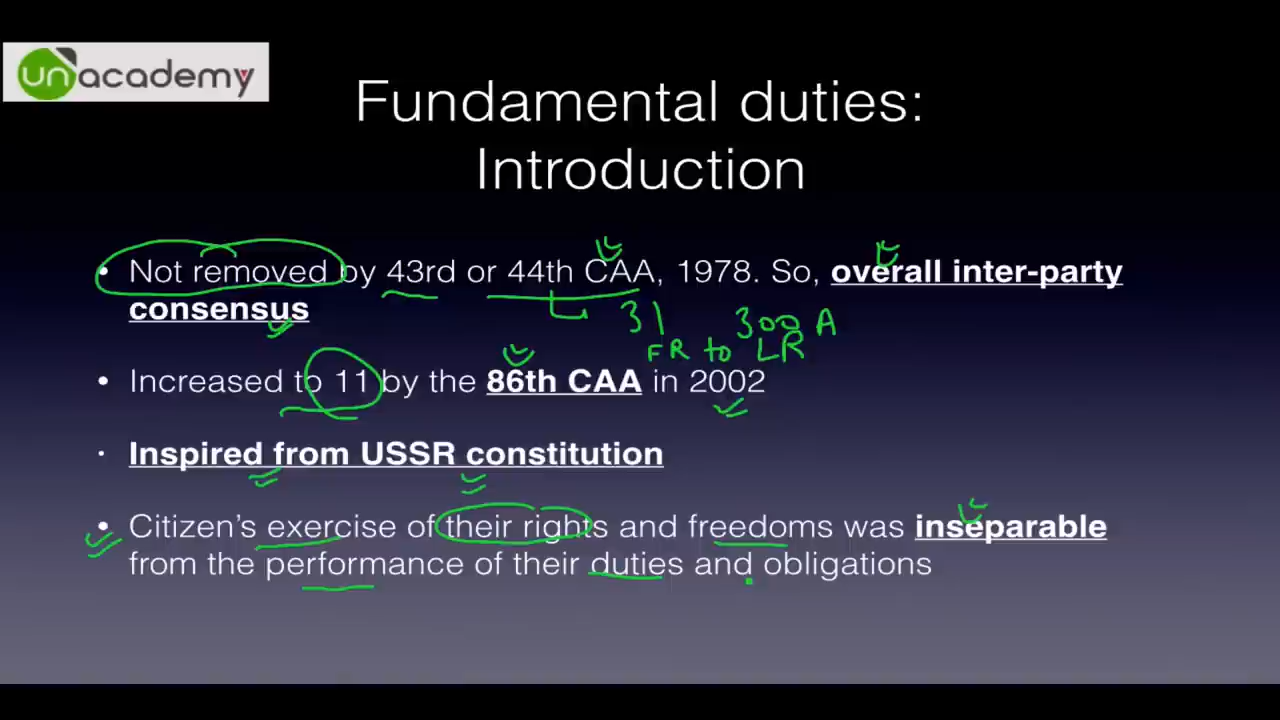 unacademy
Fundamental duties:
Introduction
• Not removed by 43rd or 44th CAA, 1978. So, overall inter-party
consensus
31 300 A
FR to LR
• Increased to 11 by the 86th CAA in 2002
• Inspired from USSR constitution
• Citizen's exercise of their rights and freedoms was inseparable
from the performance of their duties and obligations